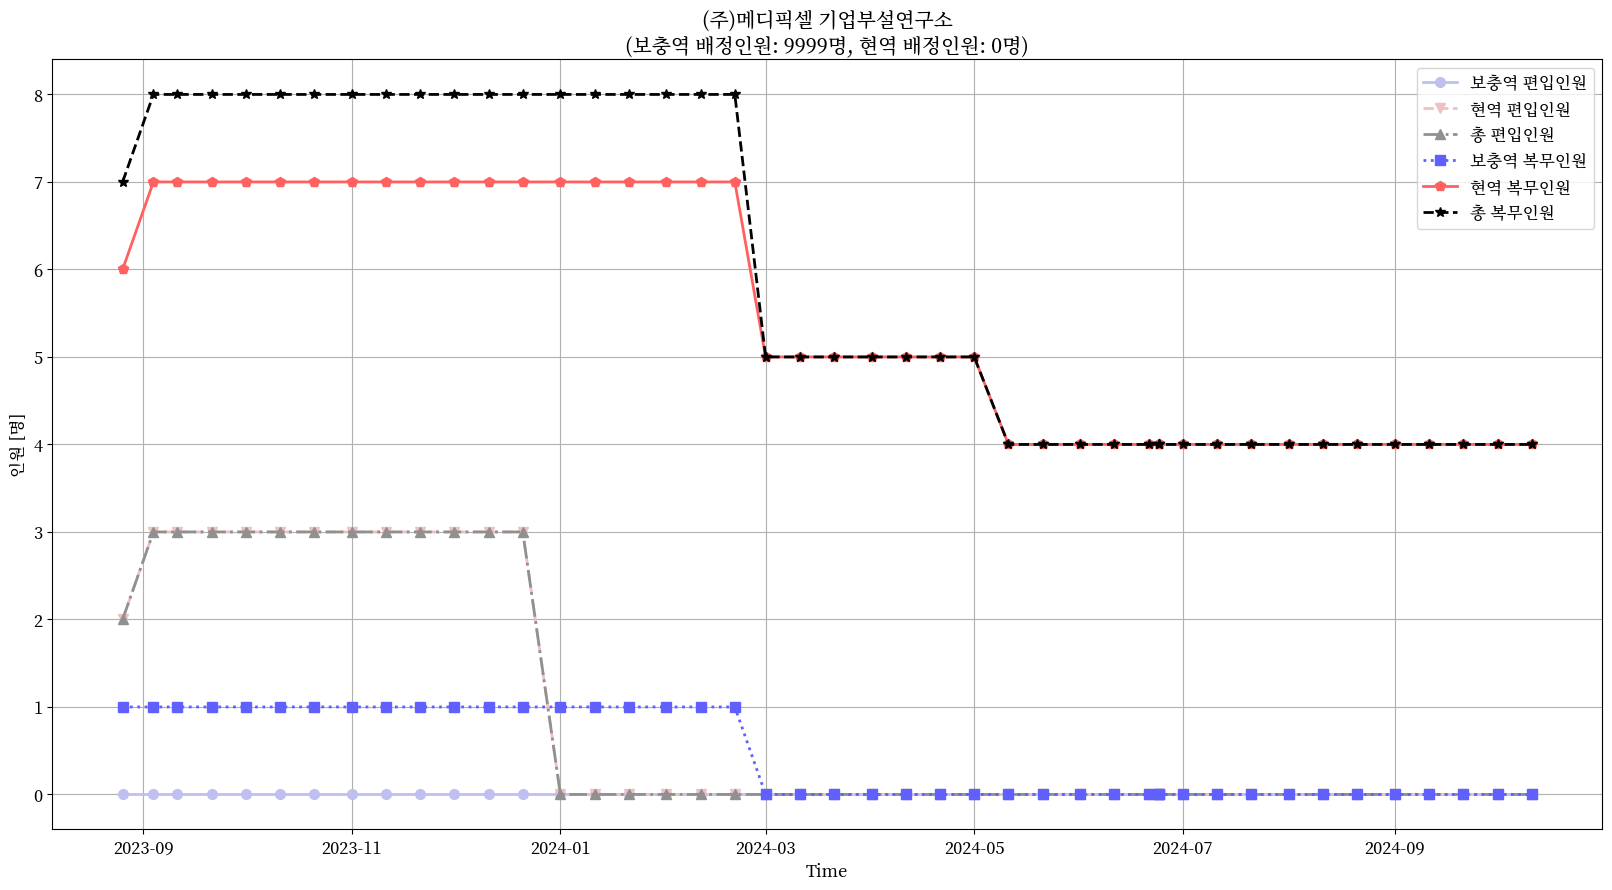 (주)메디픽셀 기업부설연구소
(보충역 배정인원: 9999명, 현역 배정인원: 0명)
보충역 편입인원
현역 편입인원
총 편입인원
보충역 복무인원
현역 복무인원
총 복무인원
인원 [명]
8
7
6
5
4
3
2
1
0
2023-09
2023-11
2024-01
2024-03
2024-05
2024-07
2024-09
Time